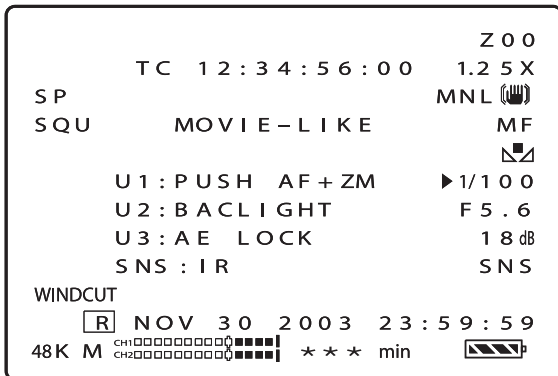 Z00
TC 12:34:56:00 1.25X
SP MNL
SQU MOVIE-LIKE MF
U1:PUSH AF+ZM 1/100
U2:BACLIGHT F5.6
U3:AE LOCK 18dB
SNS:IR SNS
WINDCUT
R NOV 30 2003 23:59:59
48K M CH1
CH2 *** min